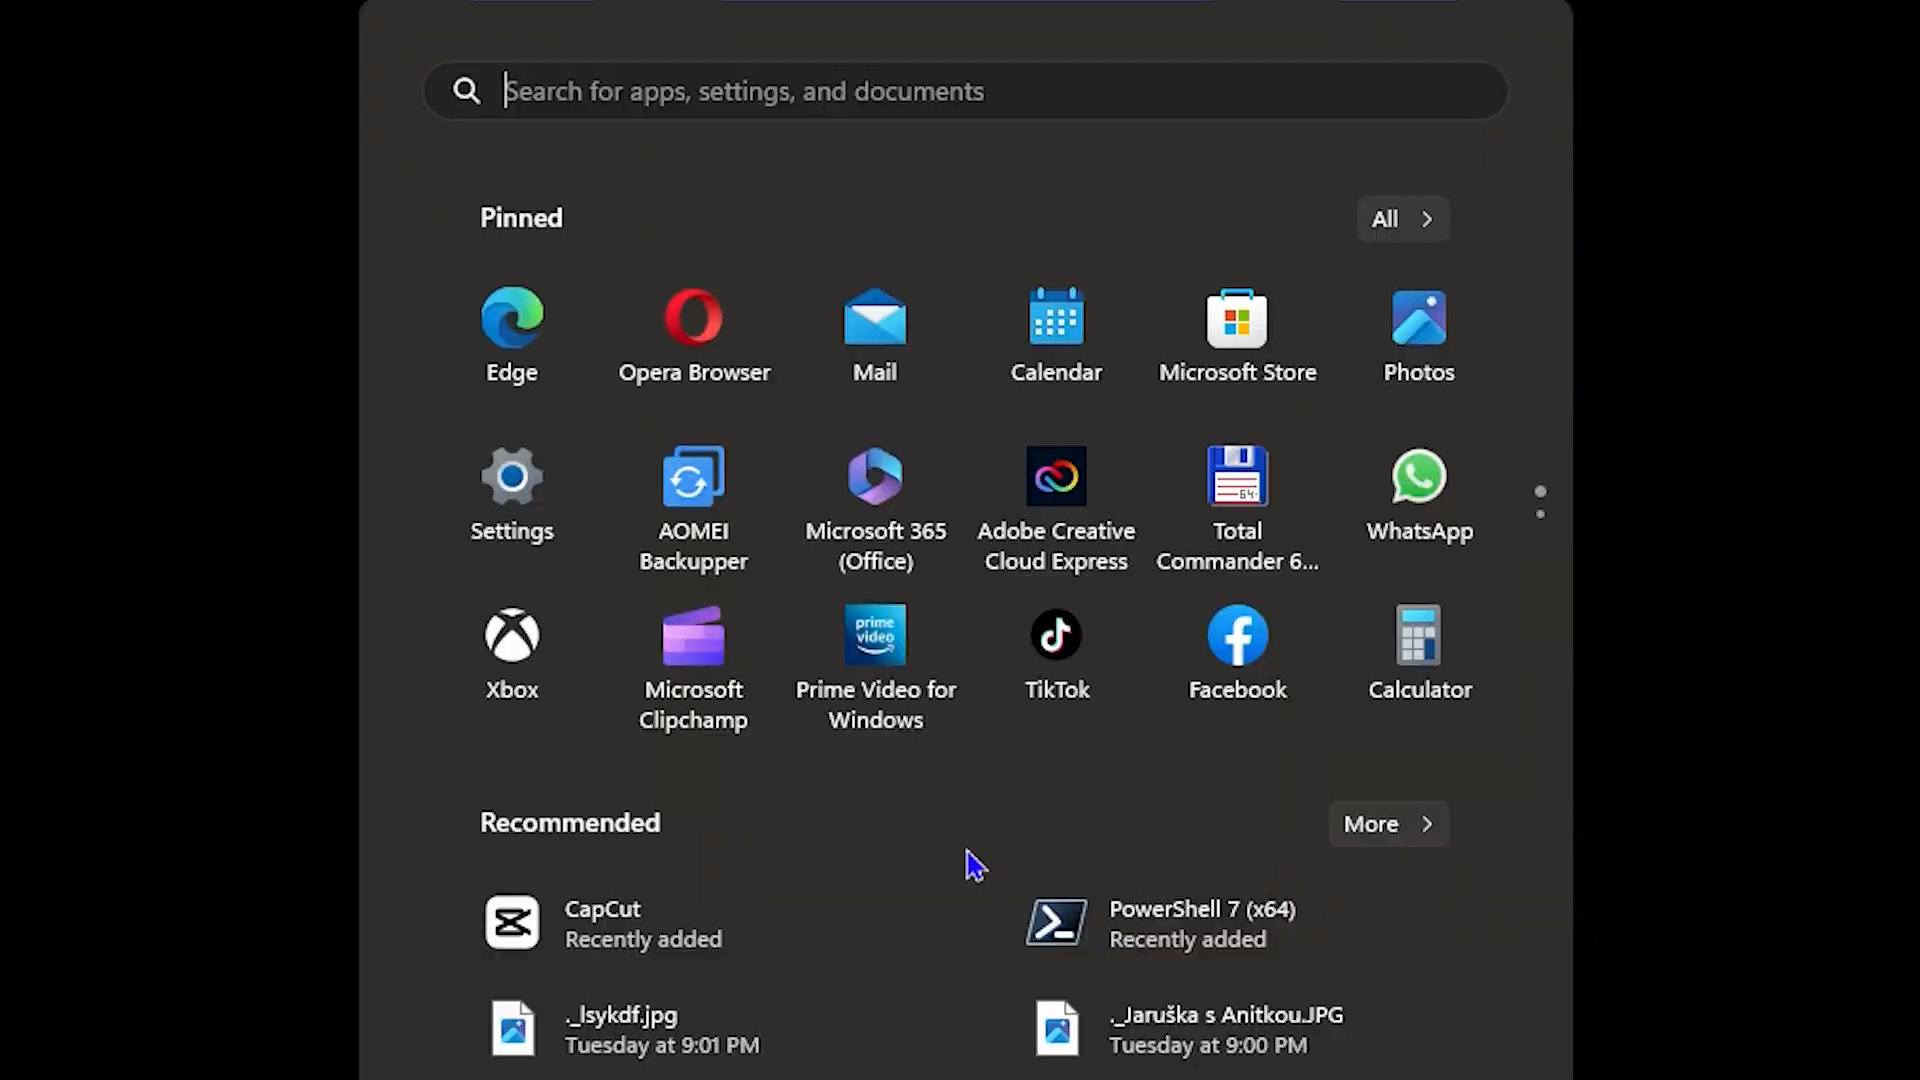 Search for apps, settings, and documents
Pinned
All
Edge
Opera Browser
Mail
Calendar
Microsoft Store
Photos
Settings
AOMEI
Backupper
Microsoft 365
(Office)
Adobe Creative
Cloud Express
64
Total
Commander 6...
WhatsApp
Xbox
Microsoft
Clipchamp
prime
video
Prime Video for
Windows
TikTok
Facebook
Calculator
Recommended
More
CapCut
Recently added
PowerShell 7 (x64)
Recently added
._lsykdf.jpg
Tuesday at 9:01 PM
._Jaruška s Anitkou.JPG
Tuesday at 9:00 PM